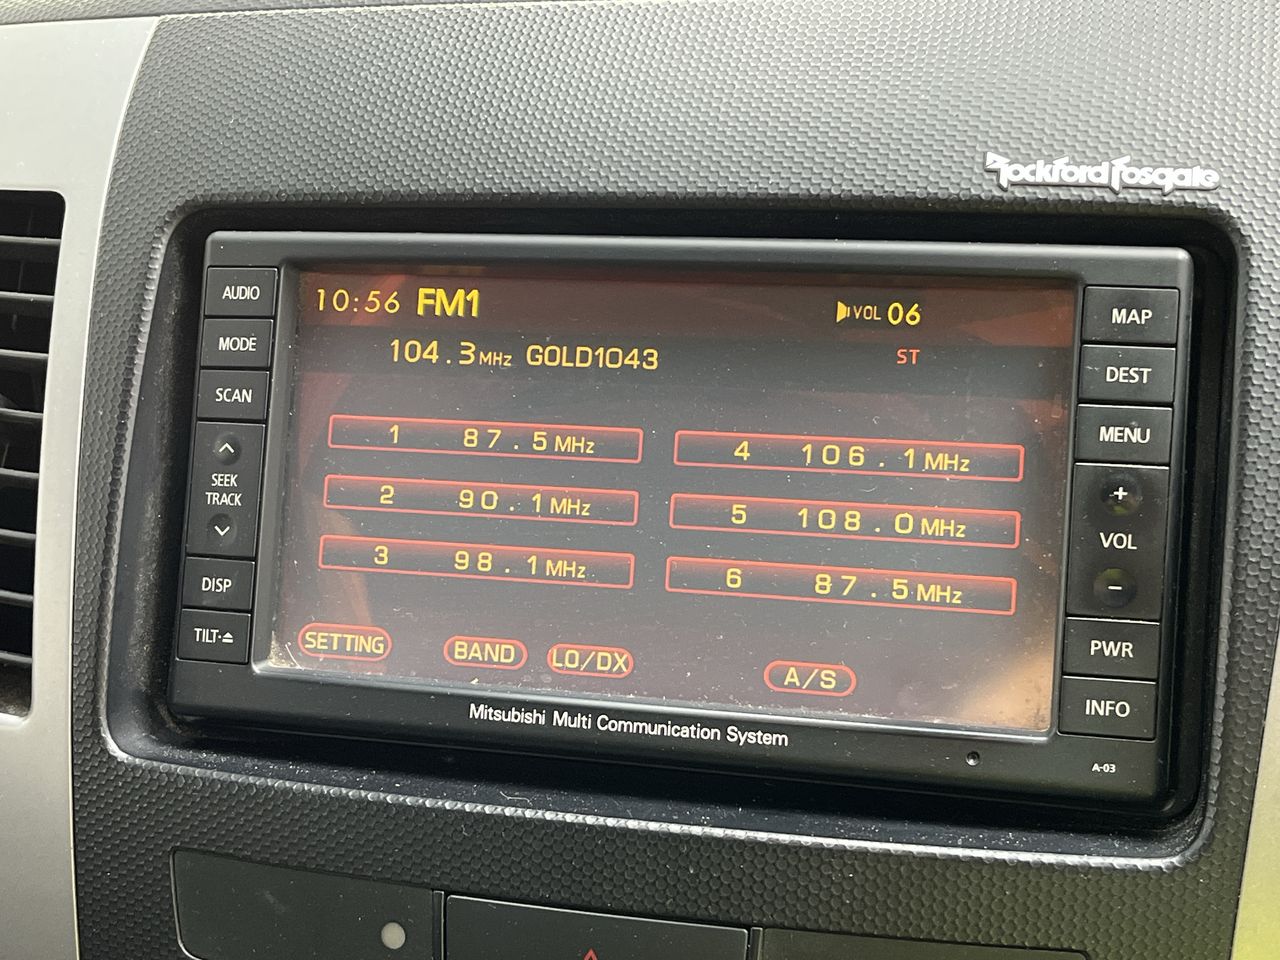 Rockford Fosgate
AUDIO
MODE
SCAN
SEEK
TRACK
DISP
TILT·⏏
10:56 FM1
VOL 06
104.3MHz GOLD1043
ST
1 87.5MHz
2 90.1MHz
3 98.1MHz
4 106.1MHz
5 108.0MHz
6 87.5MHz
SETTING
BAND
LO/DX
A/S
MAP
DEST
MENU
+
VOL
−
PWR
INFO
Mitsubishi Multi Communication System
A-03